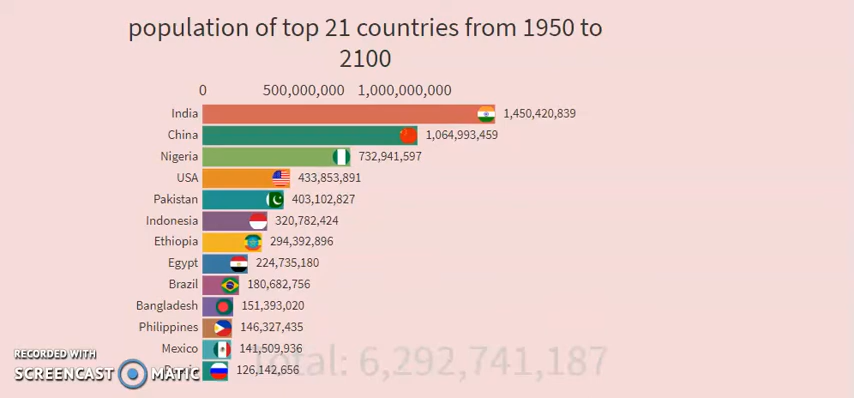 population of top 21 countries from 1950 to
2100
0 500,000,000 1,000,000,000
India 1,450,420,839
China 1,064,993,459
Nigeria 732,941,597
USA 433,853,891
Pakistan 403,102,827
Indonesia 320,782,424
Ethiopia 294,392,896
Egypt 224,735,180
Brazil 180,682,756
Bangladesh 151,393,020
Philippines 146,327,435
Mexico 141,509,936
Total: 6,292,741,187
RECORDED WITH
SCREENCAST MATIC
126,142,656